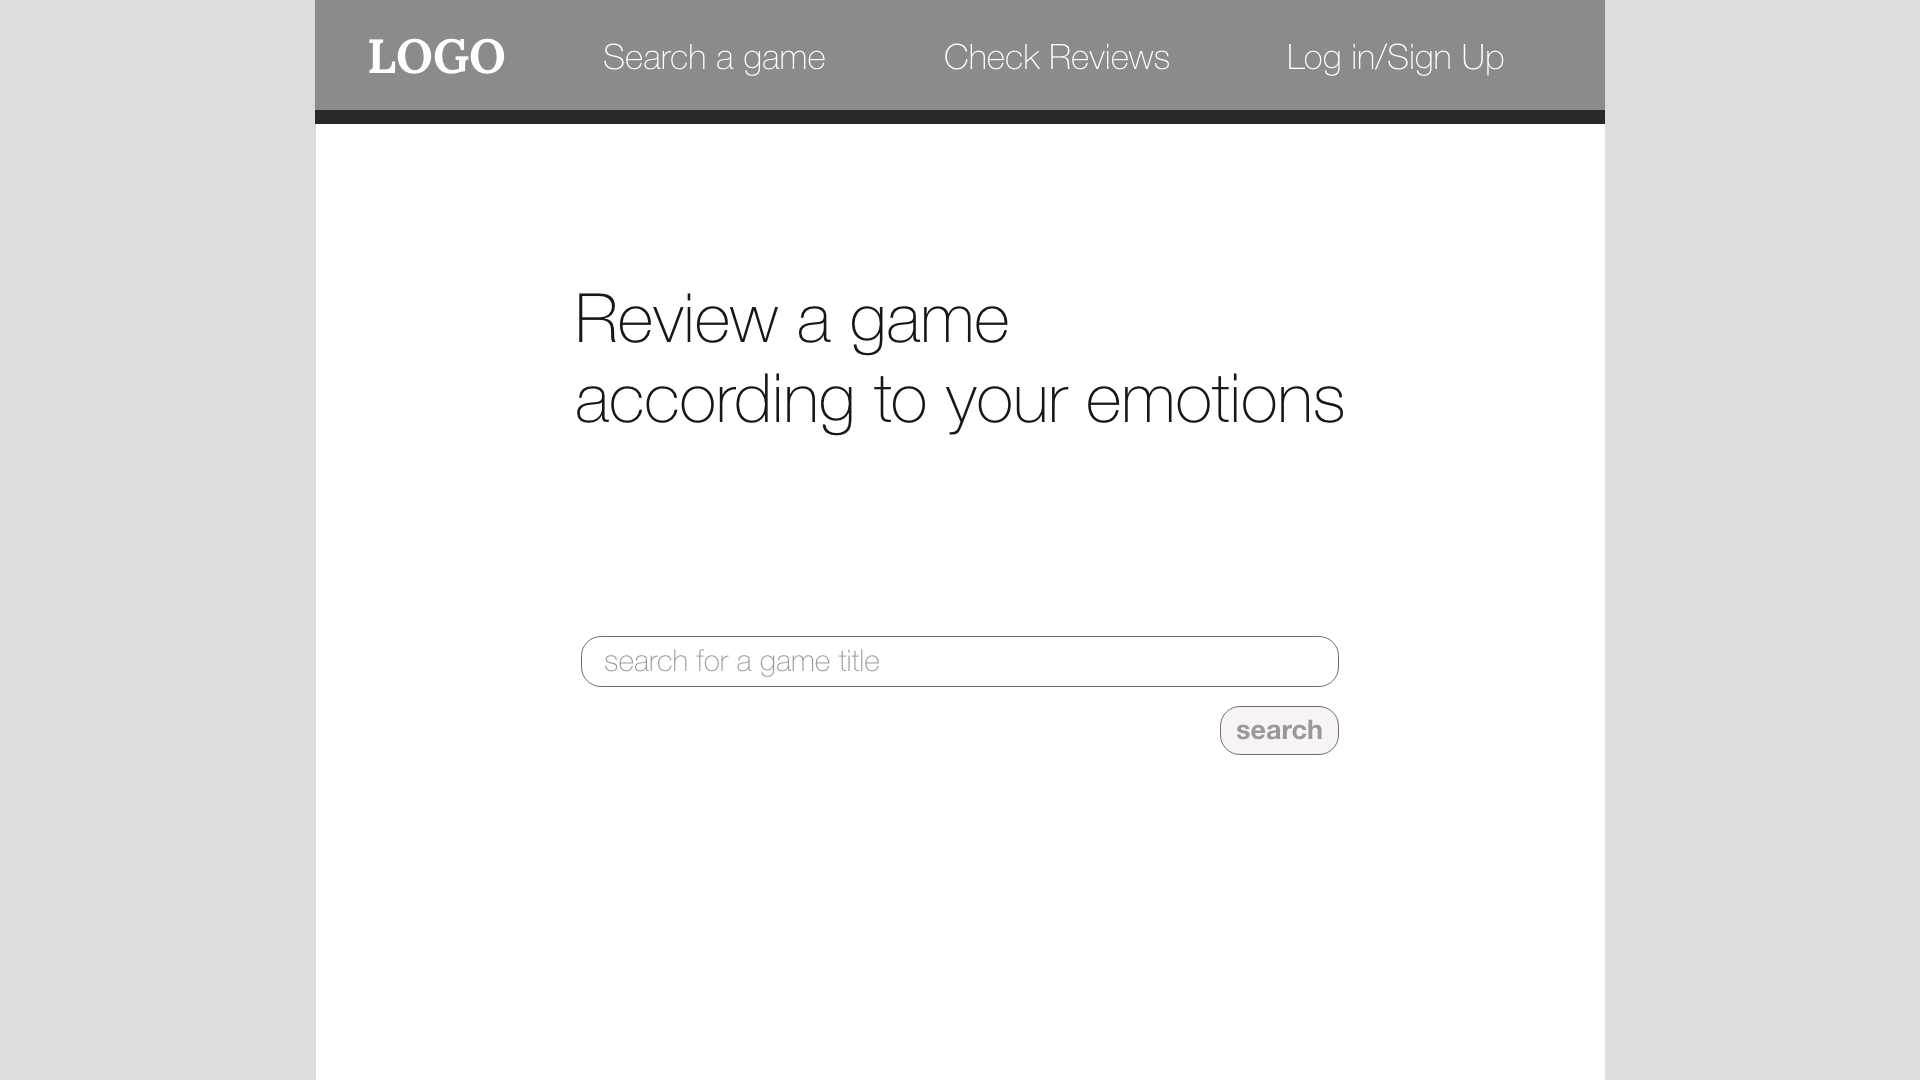 LOGO
Search a game
Check Reviews
Log in/Sign Up
Review a game
according to your emotions
search for a game title
search